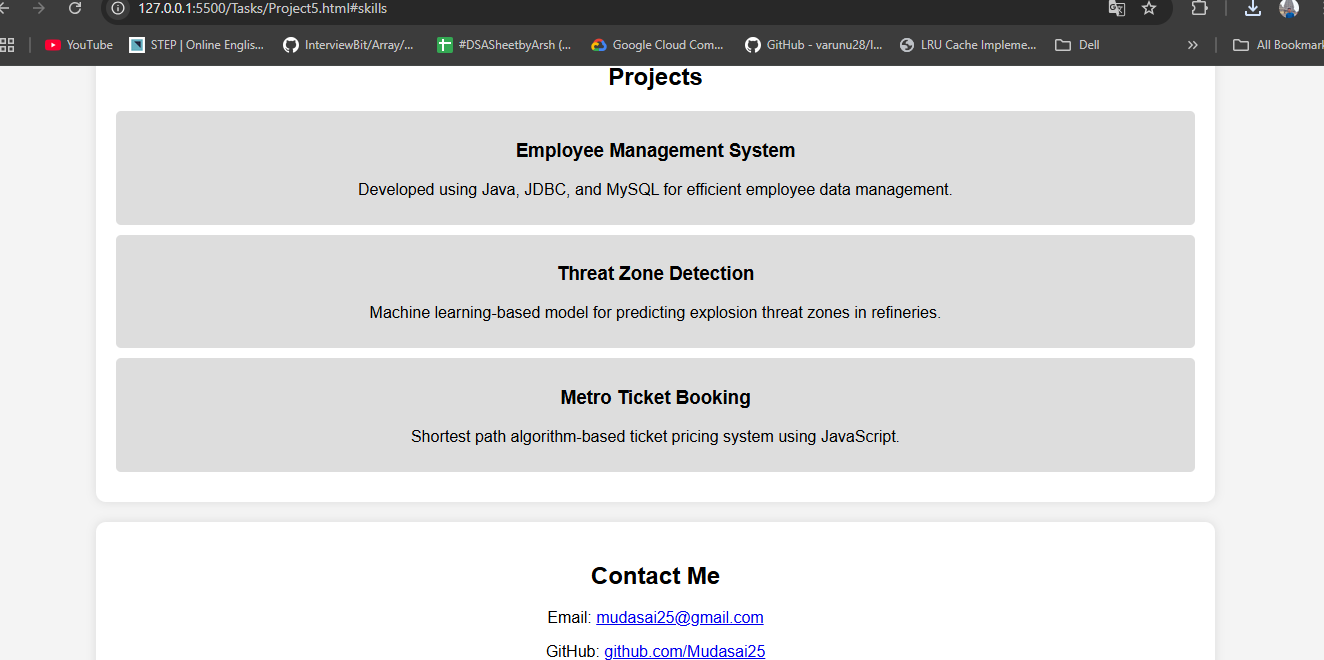 127.0.0.1:5500/Tasks/Project5.html#skills
YouTube STEP | Online Englis... InterviewBit/Array/... #DSASheetbyArsh (... Google Cloud Com... GitHub - varunu28/l... LRU Cache Impleme... Dell » All Bookmark
Projects
Employee Management System
Developed using Java, JDBC, and MySQL for efficient employee data management.
Threat Zone Detection
Machine learning-based model for predicting explosion threat zones in refineries.
Metro Ticket Booking
Shortest path algorithm-based ticket pricing system using JavaScript.
Contact Me
Email: mudasai25@gmail.com
GitHub: github.com/Mudasai25